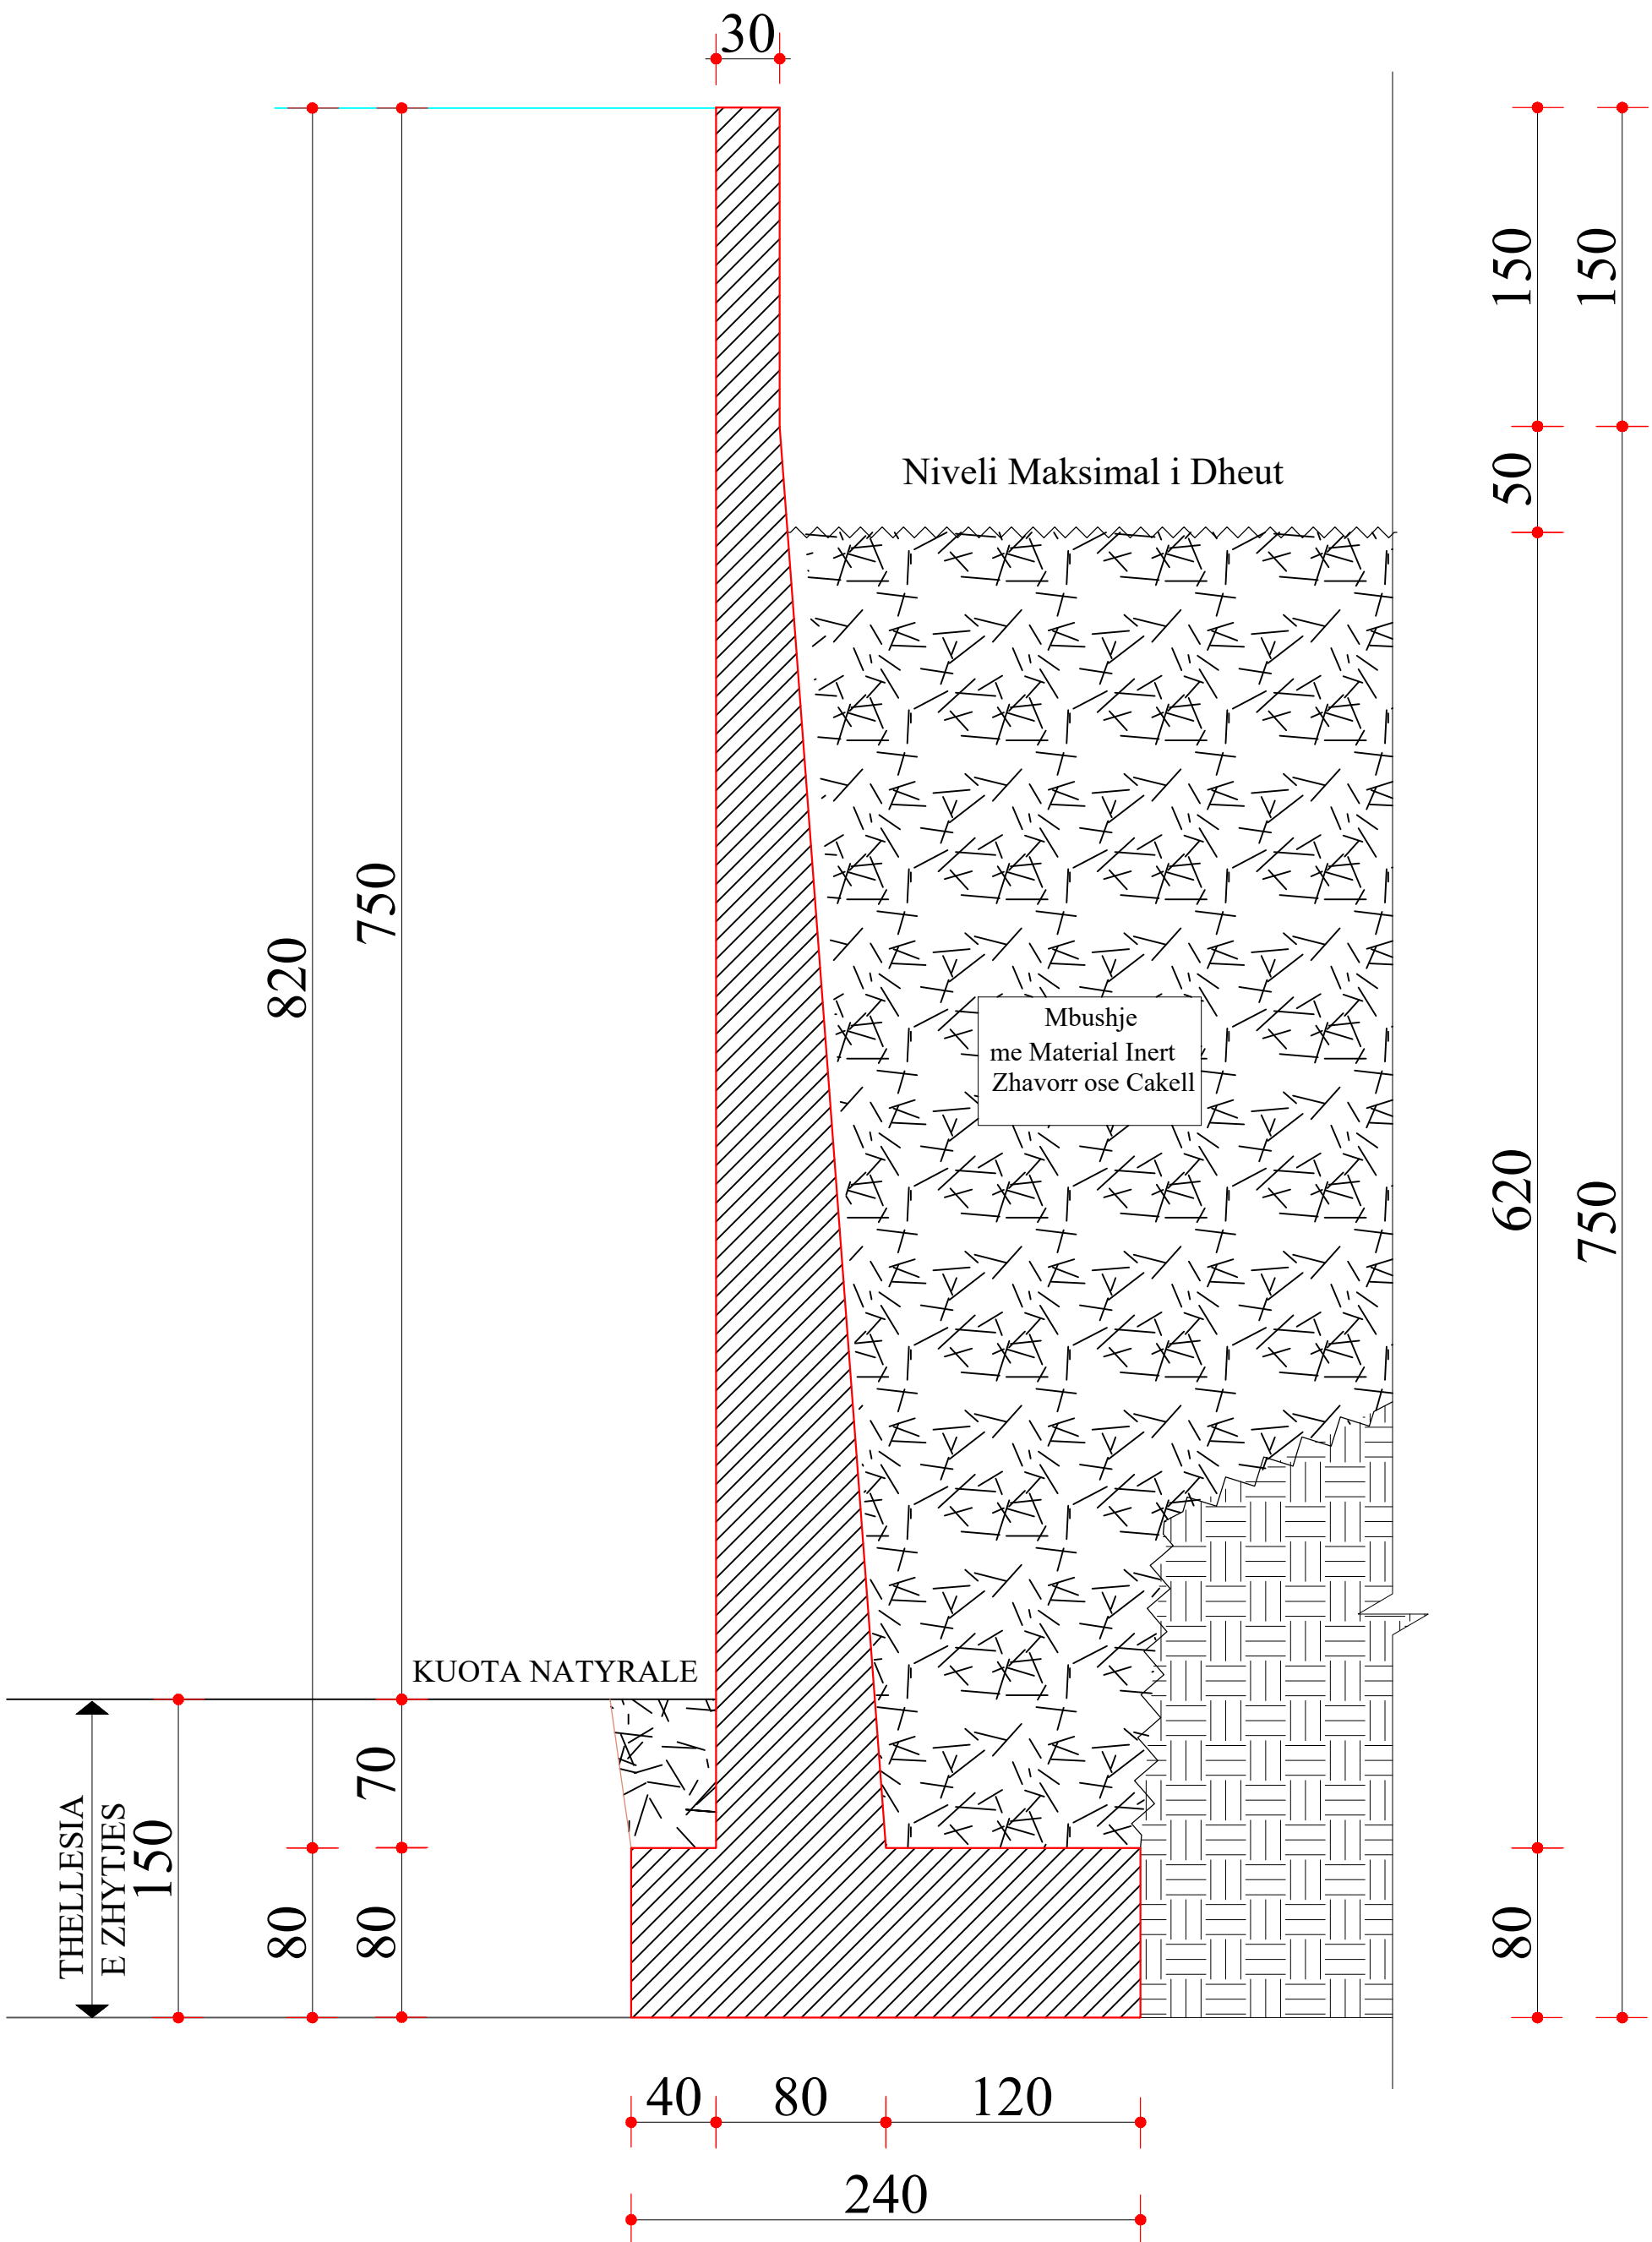 30
150
150
50
Niveli Maksimal i Dheut
750
820
Mbushje
me Material Inert
Zhavorr ose Cakell
620
750
KUOTA NATYRALE
70
THELLESIA
E ZHYTJES
150
80
80
80
40
80
120
240